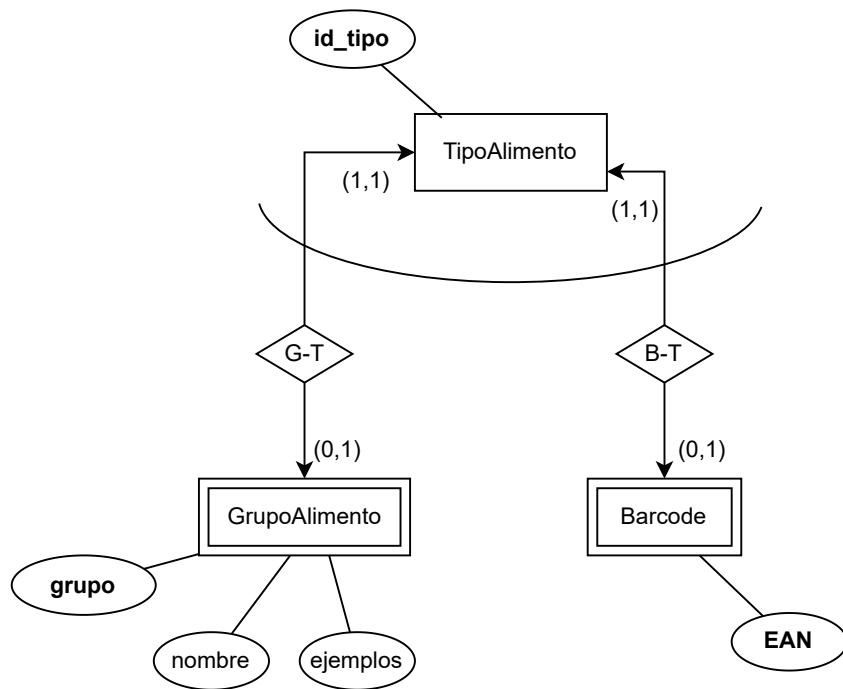 id_tipo
TipoAlimento
(1,1)
(1,1)
G-T
B-T
(0,1)
(0,1)
GrupoAlimento
Barcode
grupo
nombre
ejemplos
EAN